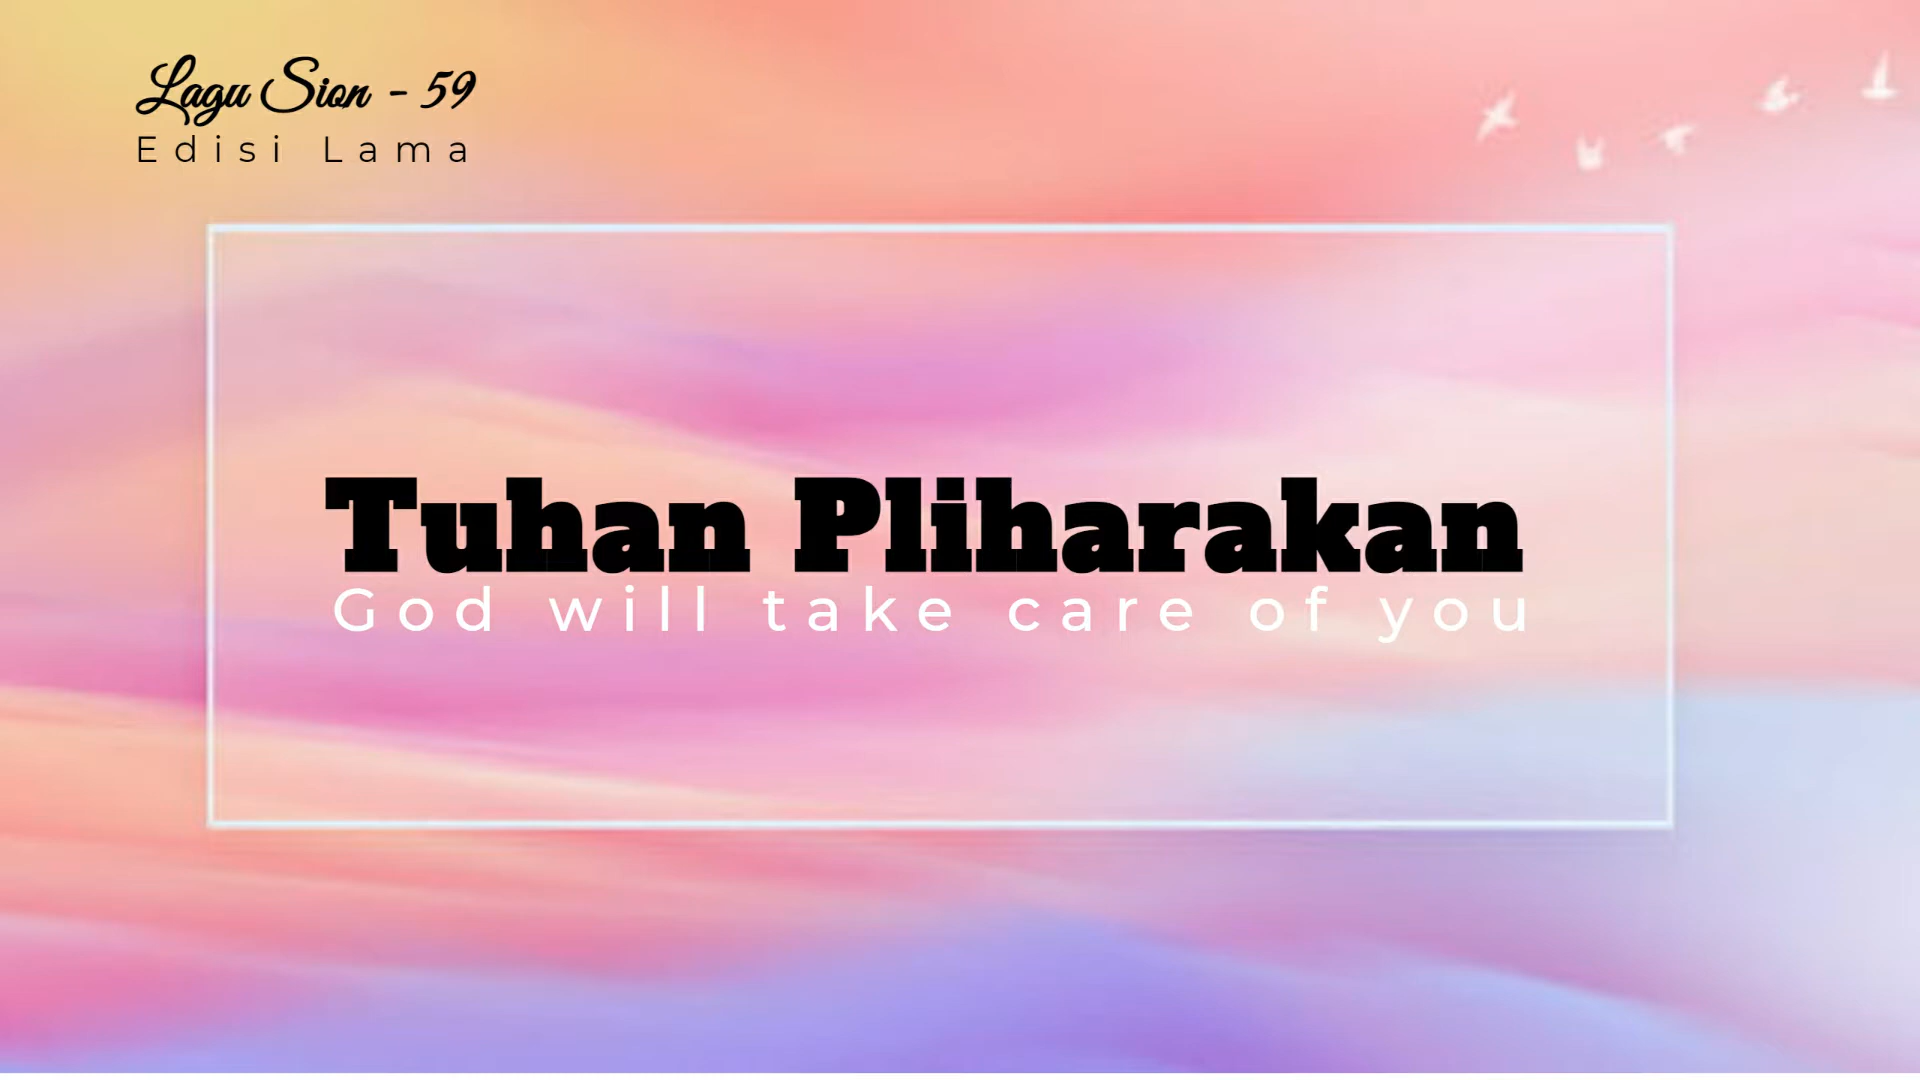 Lagu Sion - 59
Edisi Lama
Tuhan Pliharakan
God will take care of you